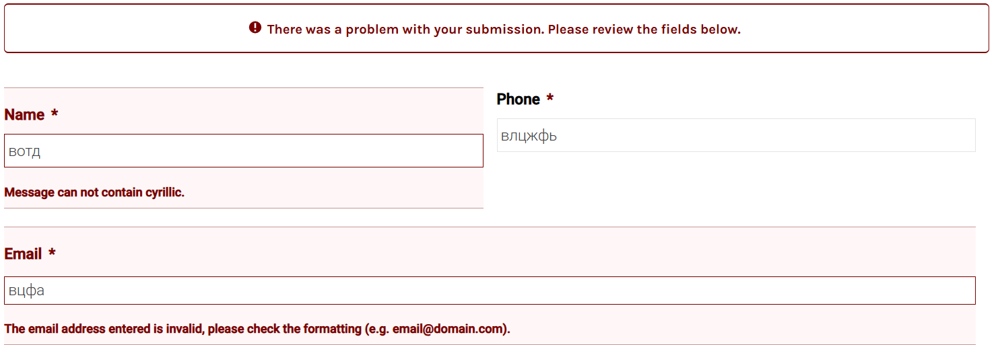 There was a problem with your submission. Please review the fields below.
Name *
вотд
Message can not contain cyrillic.
Phone *
влцжфь
Email *
вцфа
The email address entered is invalid, please check the formatting (e.g. email@domain.com).